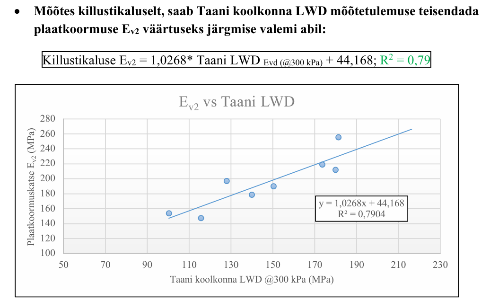 • Mõõtes killustikaluselt, saab Taani koolkonna LWD mõõtetulemuse teisendada
plaatkoormuse Ev2 väärtuseks järgmise valemi abil:
Killustikaluse Ev2 = 1,0268* Taani LWD Evd (@300 kPa) + 44,168; R² = 0,79
Ev2 vs Taani LWD
Plaatkoormuskatse Ev2 (MPa)
280
260
240
220
200
180
160
140
120
100
y = 1,0268x + 44,168
R² = 0,7904
50 70 90 110 130 150 170 190 210 230
Taani koolkonna LWD @300 kPa (MPa)